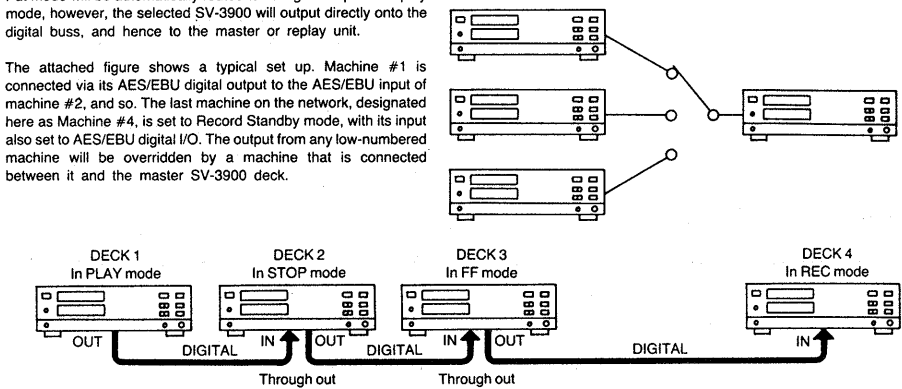 mode, however, the selected SV-3900 will output directly onto the
digital buss, and hence to the master or replay unit.
The attached figure shows a typical set up. Machine #1 is
connected via its AES/EBU digital output to the AES/EBU input of
machine #2, and so. The last machine on the network, designated
here as Machine #4, is set to Record Standby mode, with its input
also set to AES/EBU digital I/O. The output from any low-numbered
machine will be overridden by a machine that is connected
between it and the master SV-3900 deck.
DECK 1
In PLAY mode
DECK 2
In STOP mode
DECK 3
In FF mode
DECK 4
In REC mode
OUT
DIGITAL
IN
OUT
DIGITAL
IN
OUT
DIGITAL
IN
Through out
Through out